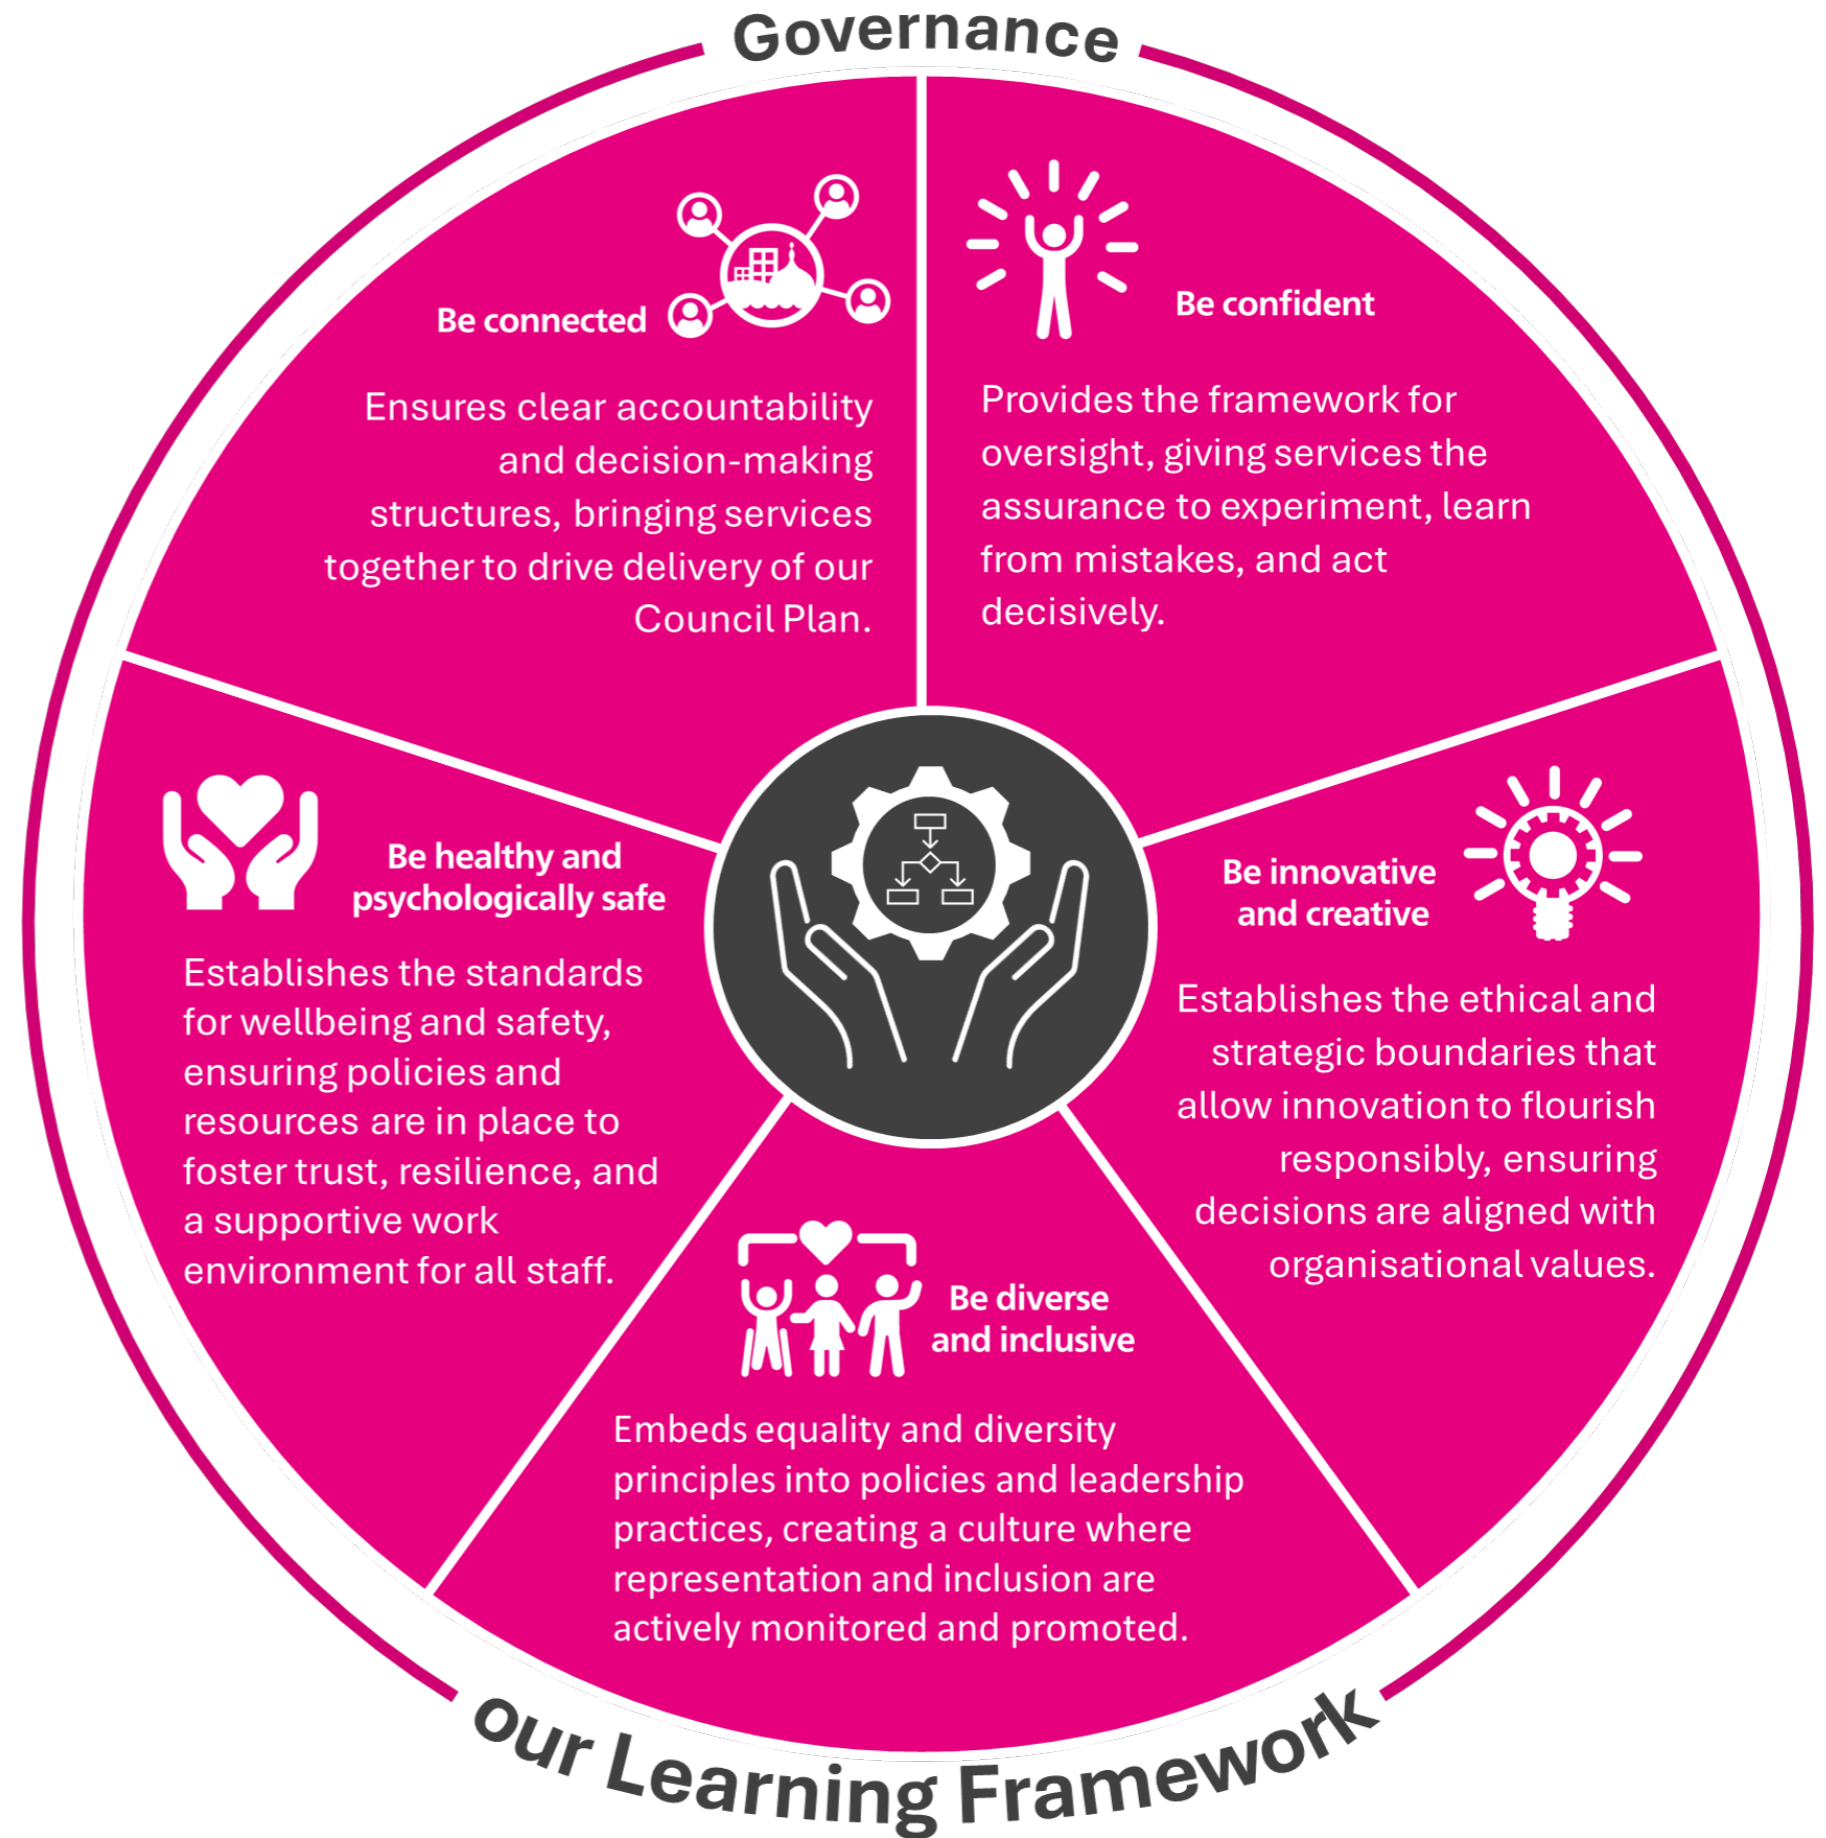 Governance
Be connected
Ensures clear accountability
and decision-making
structures, bringing services
together to drive delivery of our
Council Plan.
Be confident
Provides the framework for
oversight, giving services the
assurance to experiment, learn
from mistakes, and act
decisively.
Be healthy and
psychologically safe
Establishes the standards
for wellbeing and safety,
ensuring policies and
resources are in place to
foster trust, resilience, and
a supportive work
environment for all staff.
Be innovative
and creative
Establishes the ethical and
strategic boundaries that
allow innovation to flourish
responsibly, ensuring
decisions are aligned with
organisational values.
Be diverse
and inclusive
Embeds equality and diversity
principles into policies and leadership
practices, creating a culture where
representation and inclusion are
actively monitored and promoted.
our Learning Framework